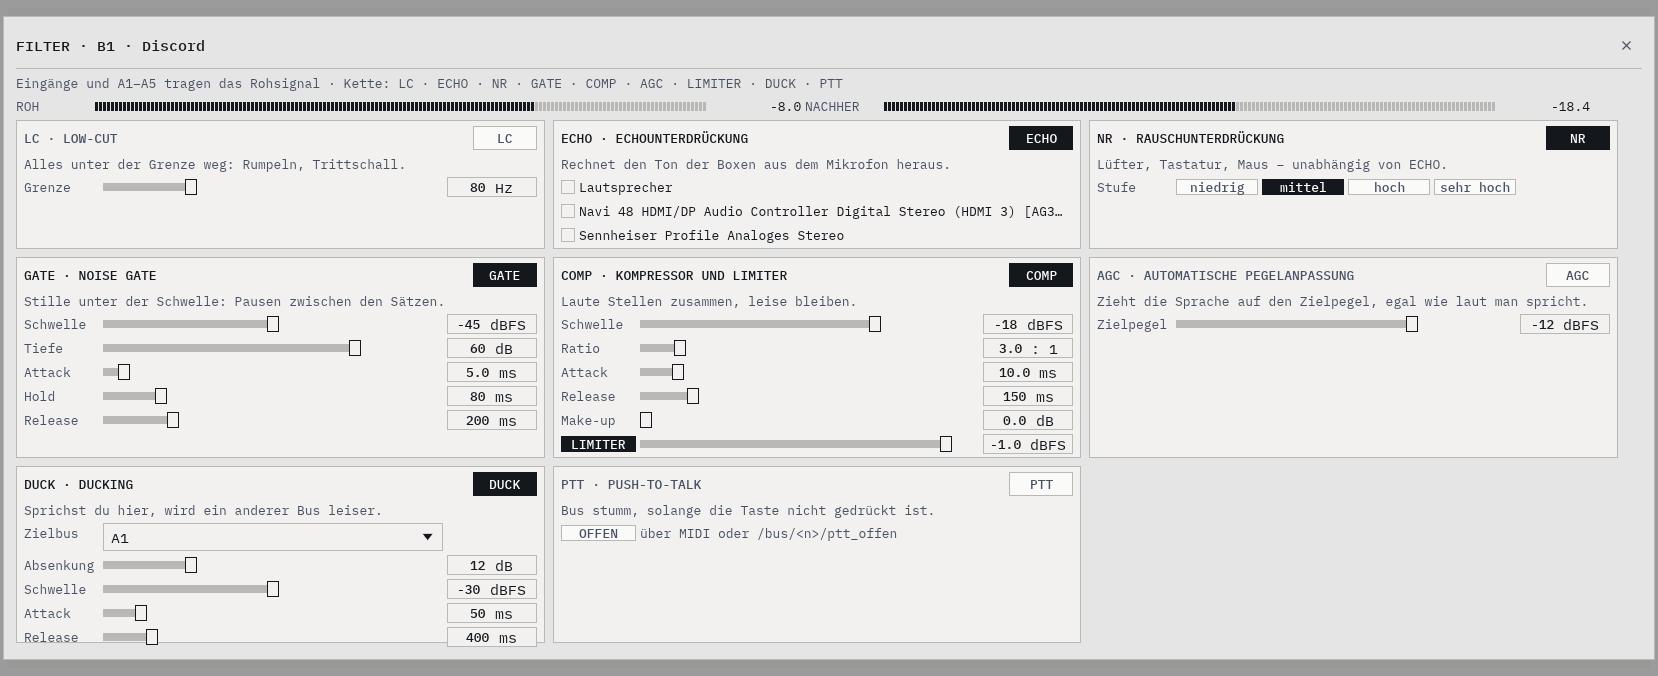 FILTER · B1 · Discord ×
Eingänge und A1–A5 tragen das Rohsignal · Kette: LC · ECHO · NR · GATE · COMP · AGC · LIMITER · DUCK · PTT
ROH -8.0 NACHHER -18.4
LC · LOW-CUT LC
Alles unter der Grenze weg: Rumpeln, Trittschall.
Grenze 80 Hz
ECHO · ECHOUNTERDRÜCKUNG ECHO
Rechnet den Ton der Boxen aus dem Mikrofon heraus.
Lautsprecher
Navi 48 HDMI/DP Audio Controller Digital Stereo (HDMI 3) [AG3…
Sennheiser Profile Analoges Stereo
NR · RAUSCHUNTERDRÜCKUNG NR
Lüfter, Tastatur, Maus – unabhängig von ECHO.
Stufe niedrig mittel hoch sehr hoch
GATE · NOISE GATE GATE
Stille unter der Schwelle: Pausen zwischen den Sätzen.
Schwelle -45 dBFS
Tiefe 60 dB
Attack 5.0 ms
Hold 80 ms
Release 200 ms
COMP · KOMPRESSOR UND LIMITER COMP
Laute Stellen zusammen, leise bleiben.
Schwelle -18 dBFS
Ratio 3.0 : 1
Attack 10.0 ms
Release 150 ms
Make-up 0.0 dB
LIMITER -1.0 dBFS
AGC · AUTOMATISCHE PEGELANPASSUNG AGC
Zieht die Sprache auf den Zielpegel, egal wie laut man spricht.
Zielpegel -12 dBFS
DUCK · DUCKING DUCK
Sprichst du hier, wird ein anderer Bus leiser.
Zielbus A1
Absenkung 12 dB
Schwelle -30 dBFS
Attack 50 ms
Release 400 ms
PTT · PUSH-TO-TALK PTT
Bus stumm, solange die Taste nicht gedrückt ist.
OFFEN über MIDI oder /bus/<n>/ptt_offen